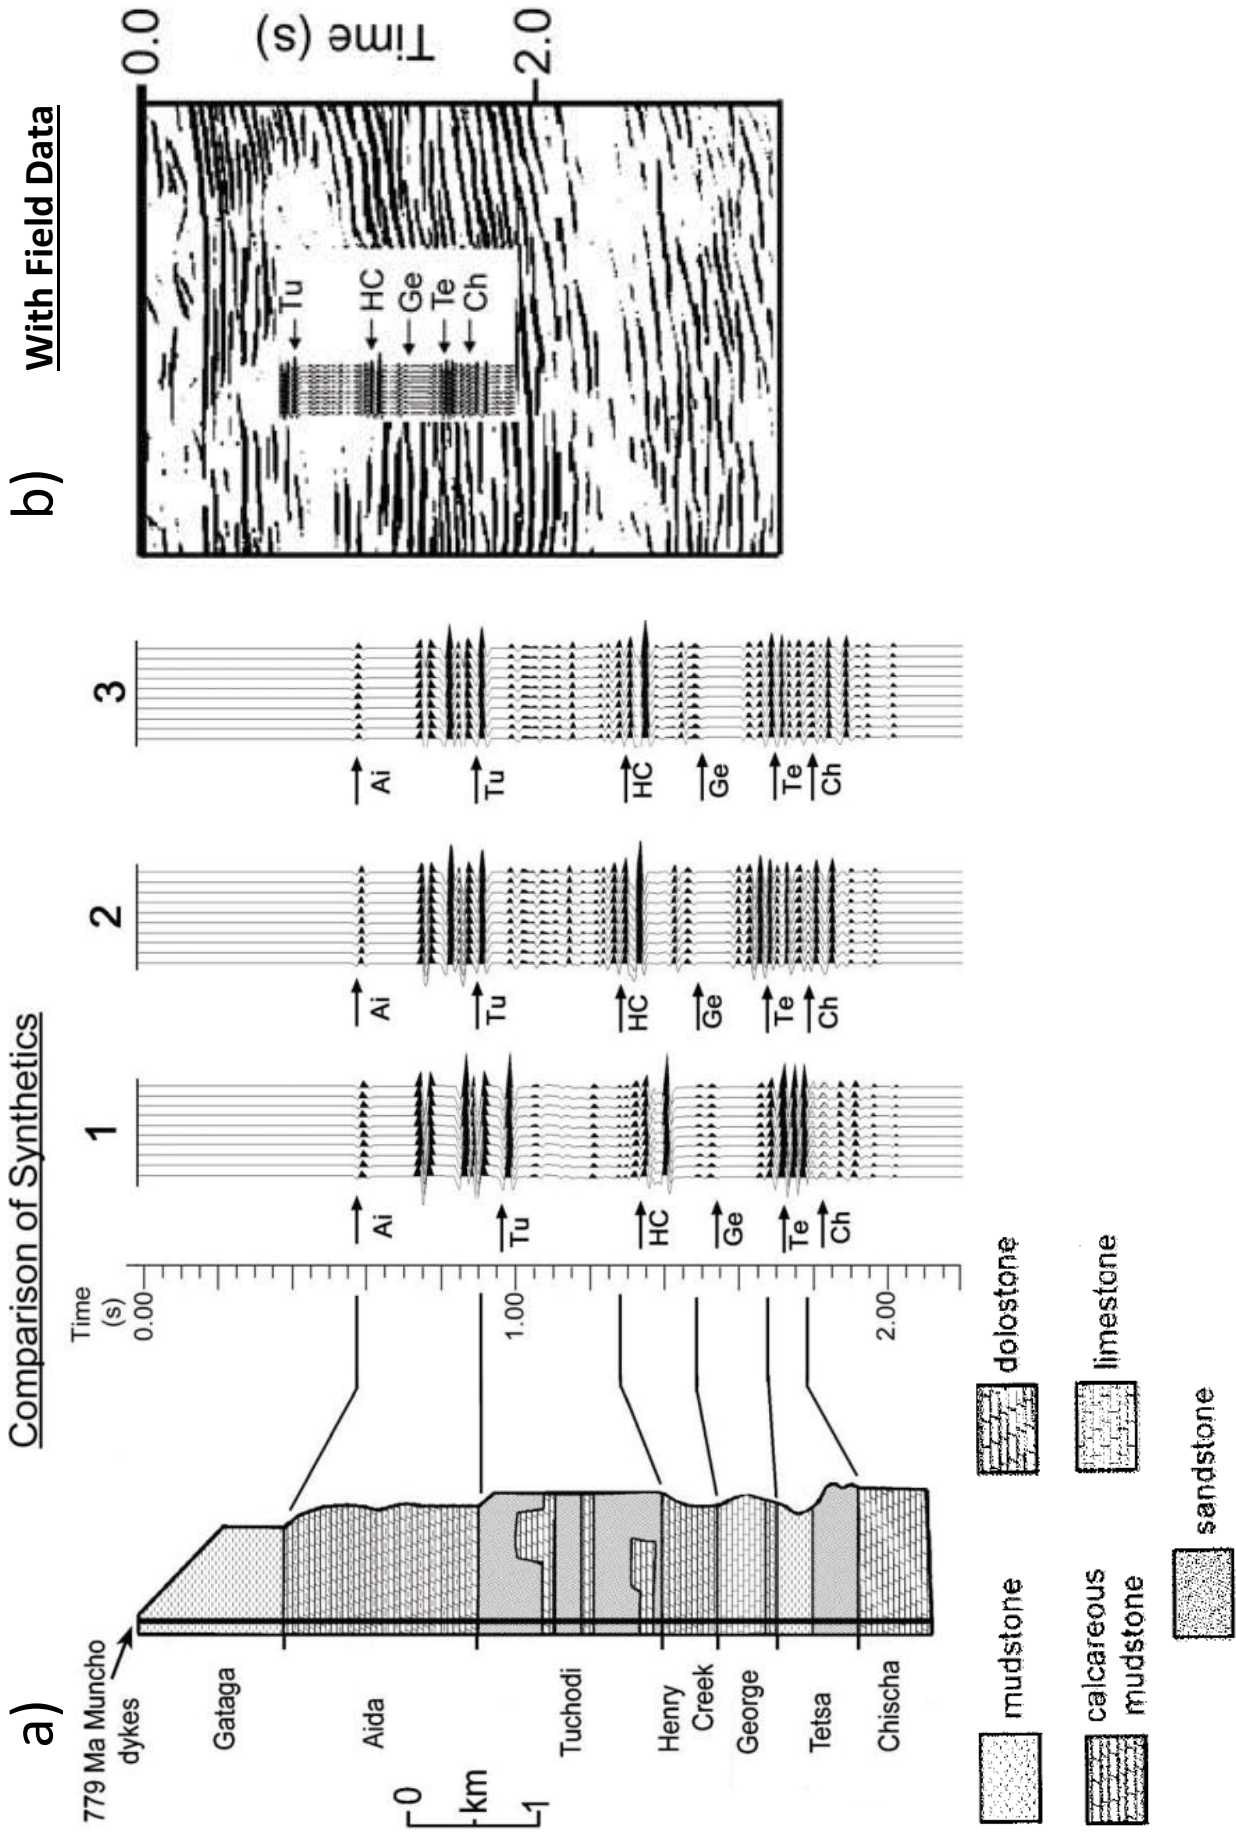 a)
Comparison of Synthetics
779 Ma Muncho
dykes
Gataga
Aida
Tuchodi
Henry
Creek
George
Tetsa
Chischa
0
km
1
Time
(s)
0.00
1.00
2.00
1
Ai
Tu
HC
Ge
Te
Ch
2
Ai
Tu
HC
Ge
Te
Ch
3
Ai
Tu
HC
Ge
Te
Ch
mudstone
calcareous
mudstone
dolostone
limestone
sandstone
b)
With Field Data
Tu
HC
Ge
Te
Ch
0.0
Time (s)
2.0